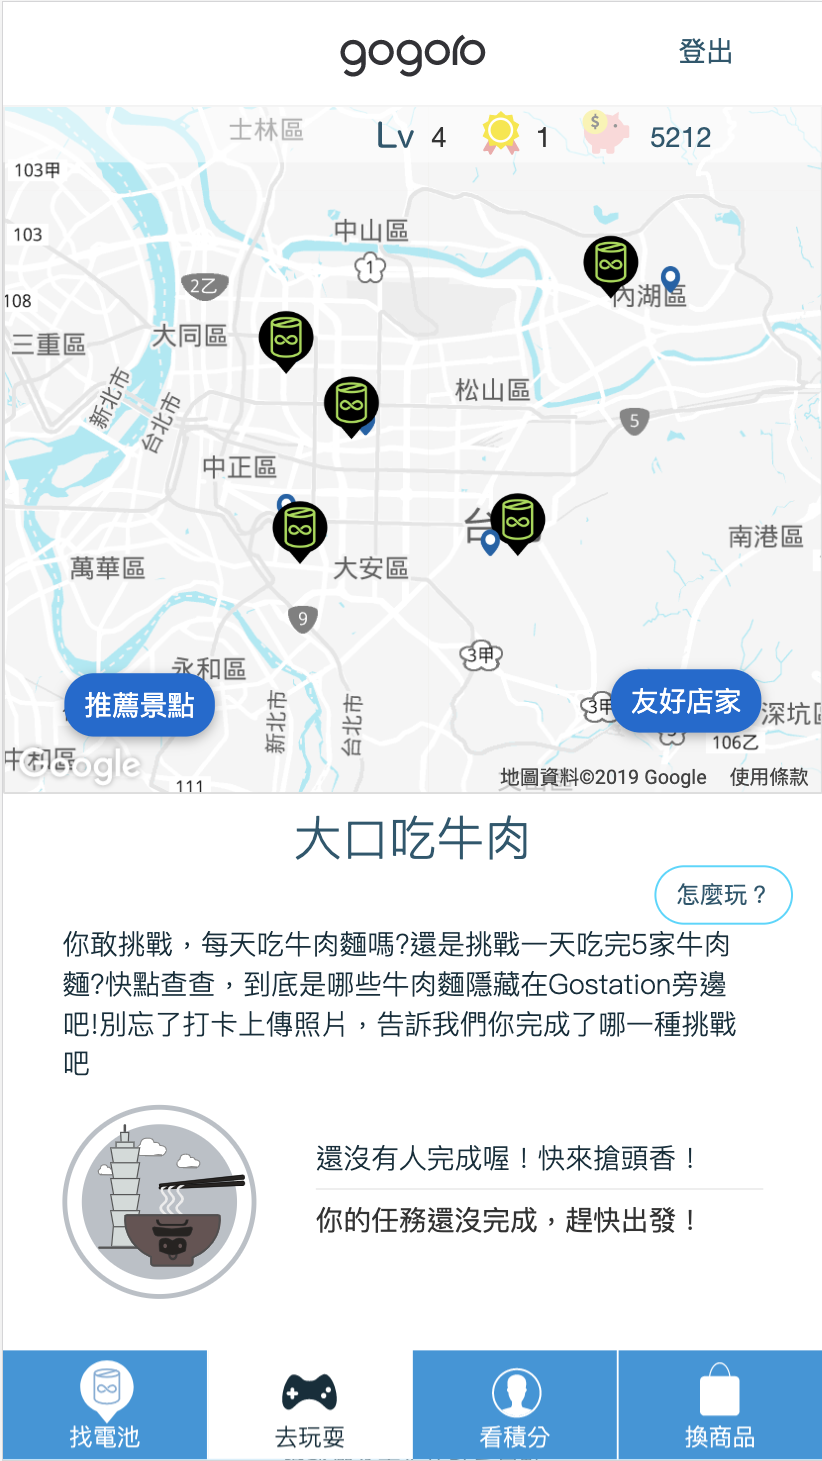 gogoro
登出
士林區
Lv 4 1 $ 5212
103甲
中山區
103
1
2乙
內湖區
108
大同區
三重區
新北市
松山區
台北市
5
中正區
台
南港區
萬華區
大安區
9
永和區
3甲
推薦景點
新北市
台北市
3甲
友好店家
深坑區
106乙
中和區
Google
111
地圖資料©2019 Google 使用條款
大口吃牛肉
怎麼玩？
你敢挑戰，每天吃牛肉麵嗎?還是挑戰一天吃完5家牛肉
麵?快點查查，到底是哪些牛肉麵隱藏在Gostation旁邊
吧!別忘了打卡上傳照片，告訴我們你完成了哪一種挑戰
吧
還沒有人完成喔！快來搶頭香！
你的任務還沒完成，趕快出發！
找電池
去玩耍
看積分
換商品